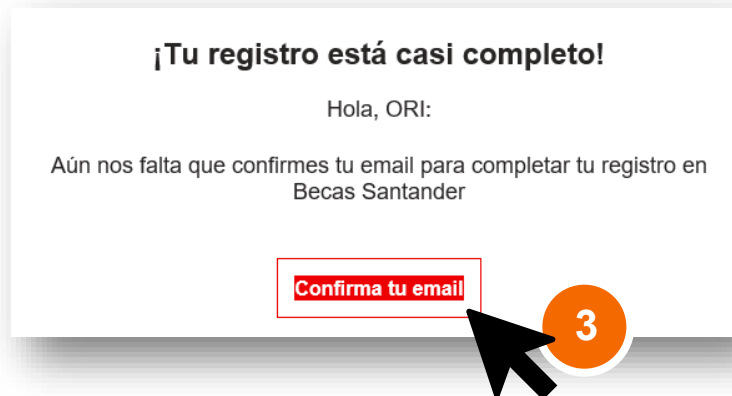 ¡Tu registro está casi completo!
Hola, ORI:
Aún nos falta que confirmes tu email para completar tu registro en
Becas Santander
Confirma tu email
3